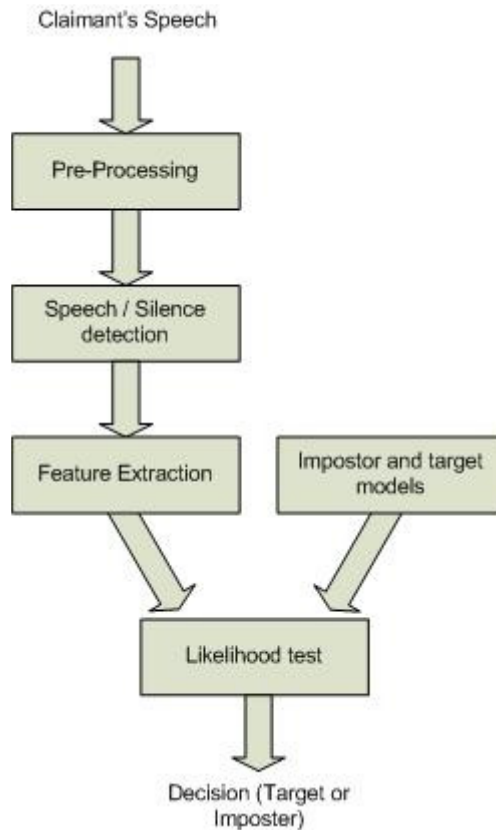 Claimant's Speech
Pre-Processing
Speech / Silence
detection
Feature Extraction
Impostor and target
models
Likelihood test
Decision (Target or
Imposter)